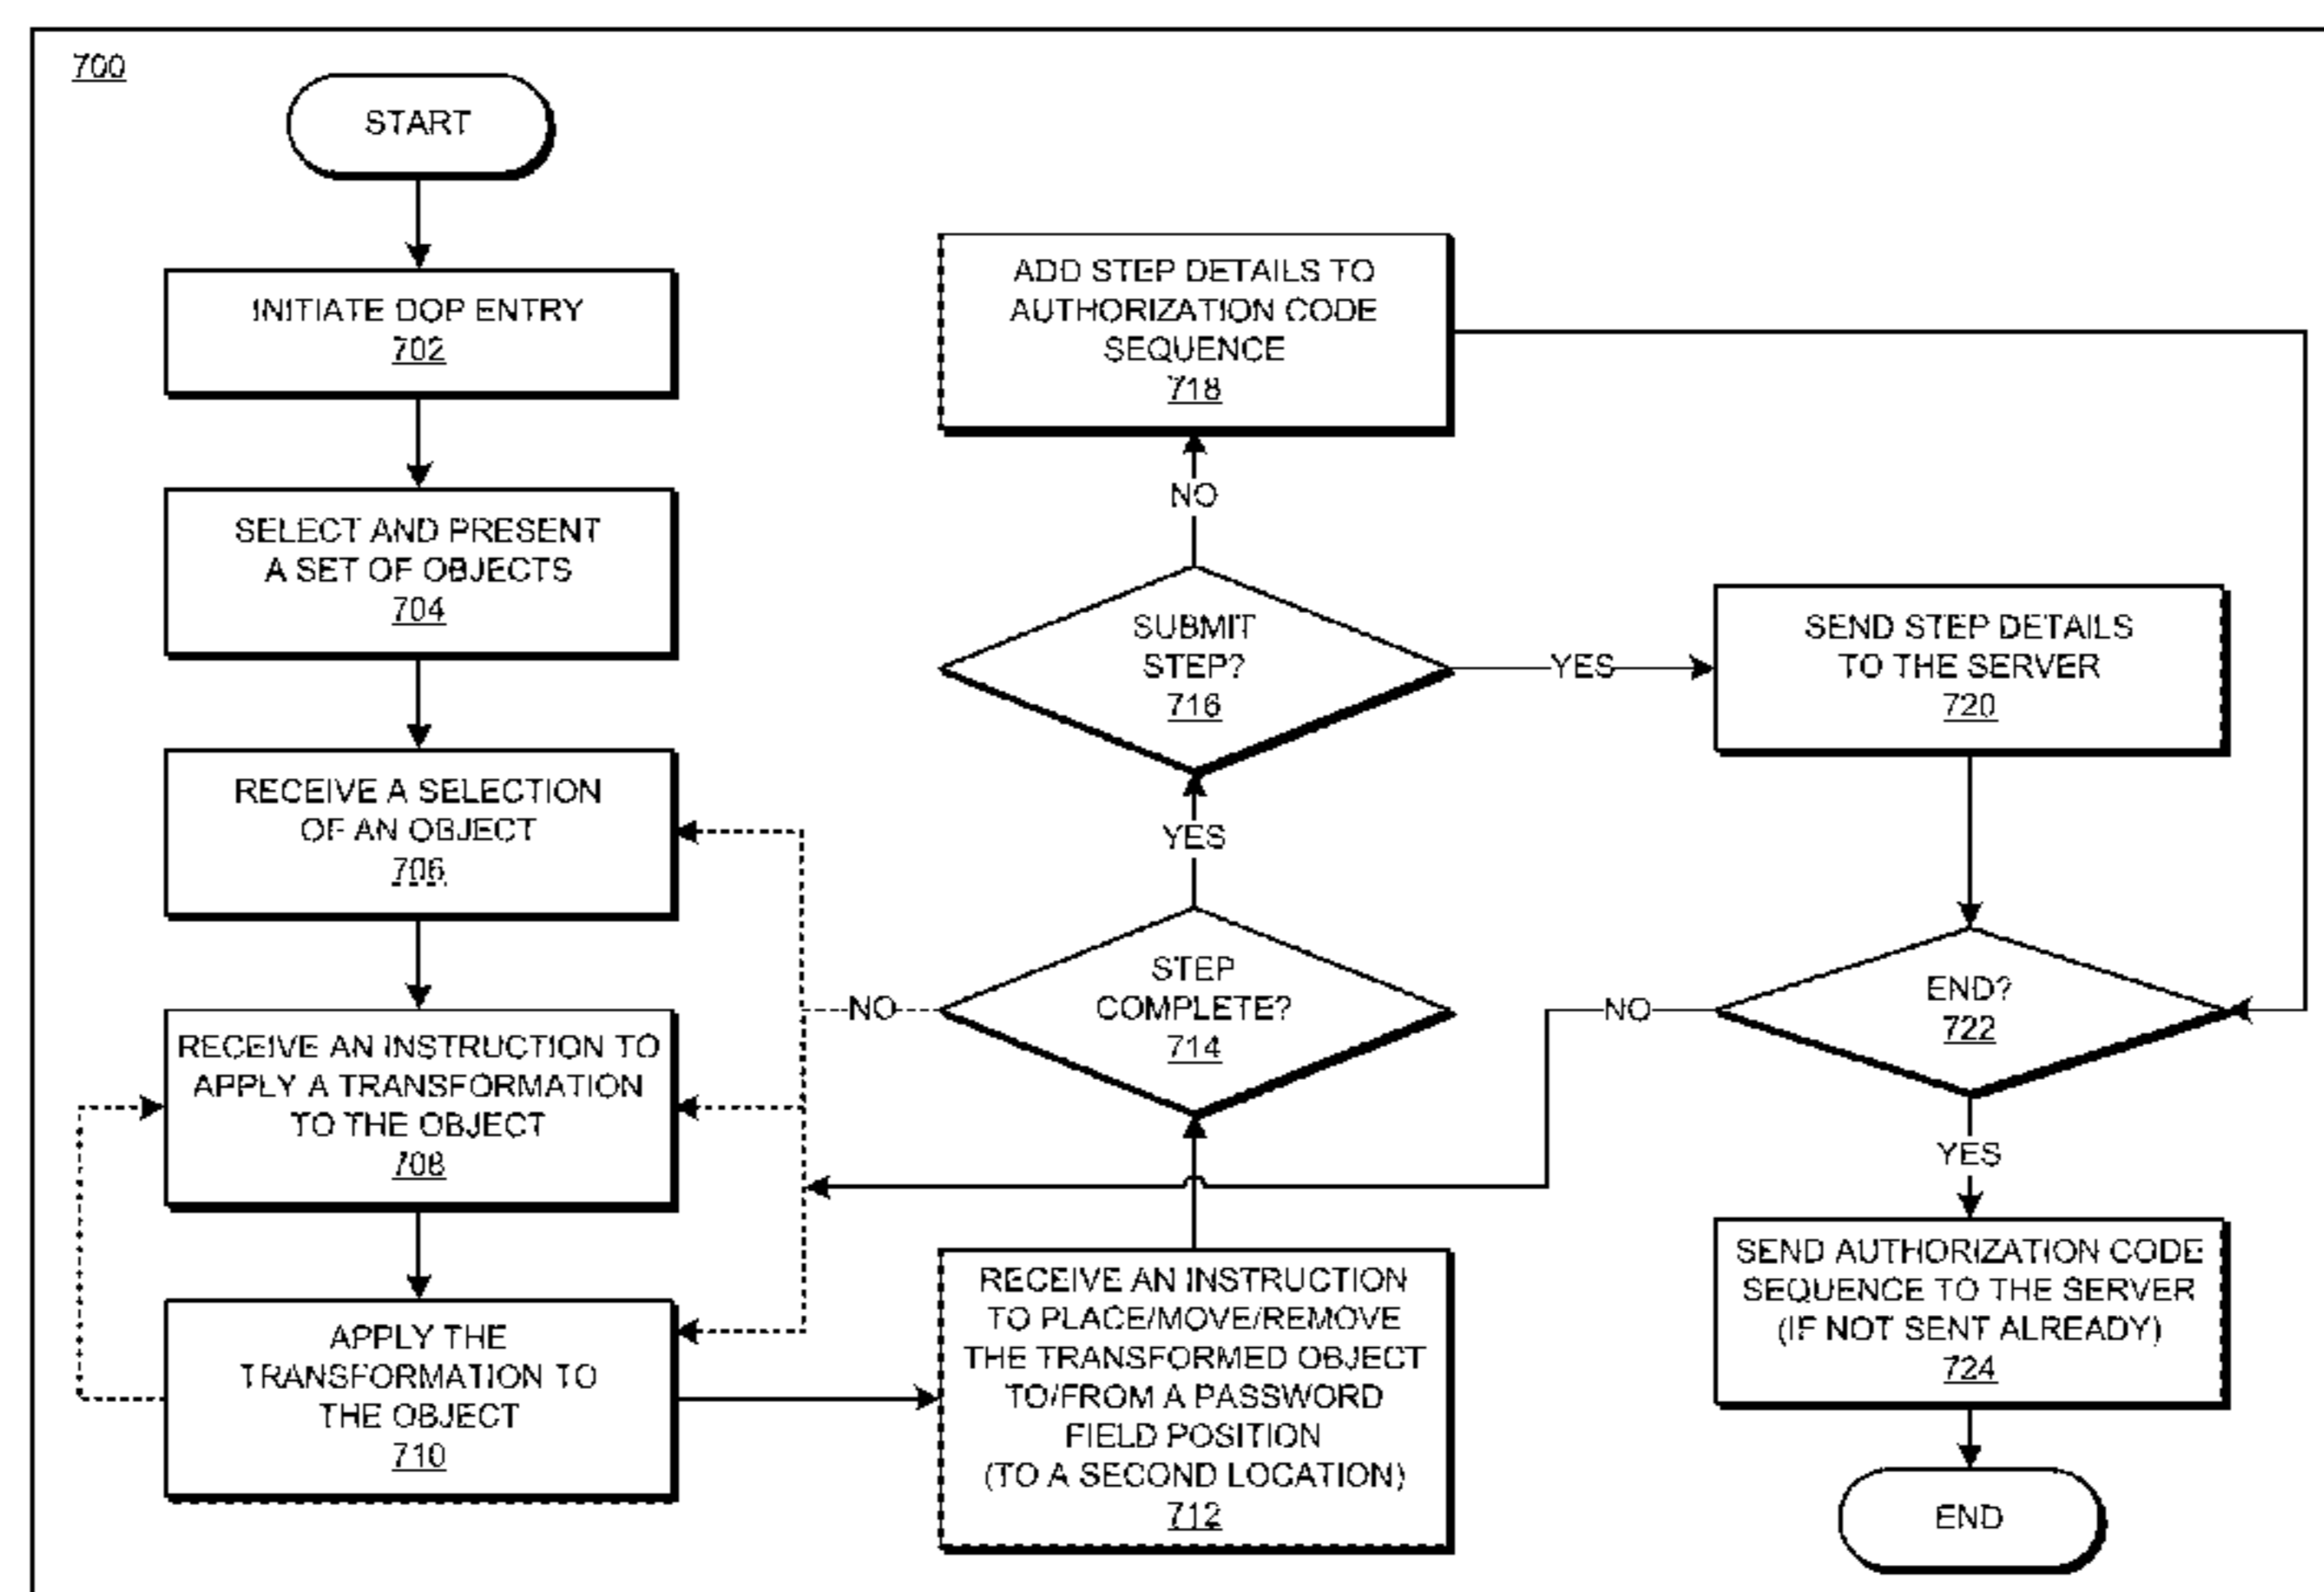 700
START
INITIATE DOP ENTRY
702
SELECT AND PRESENT
A SET OF OBJECTS
704
RECEIVE A SELECTION
OF AN OBJECT
706
RECEIVE AN INSTRUCTION TO
APPLY A TRANSFORMATION
TO THE OBJECT
708
APPLY THE
TRANSFORMATION TO
THE OBJECT
710
RECEIVE AN INSTRUCTION
TO PLACE/MOVE/REMOVE
THE TRANSFORMED OBJECT
TO/FROM A PASSWORD
FIELD POSITION
(TO A SECOND LOCATION)
712
STEP
COMPLETE?
714
NO
YES
SUBMIT
STEP?
716
NO
YES
ADD STEP DETAILS TO
AUTHORIZATION CODE
SEQUENCE
718
SEND STEP DETAILS
TO THE SERVER
720
END?
722
NO
YES
SEND AUTHORIZATION CODE
SEQUENCE TO THE SERVER
(IF NOT SENT ALREADY)
724
END